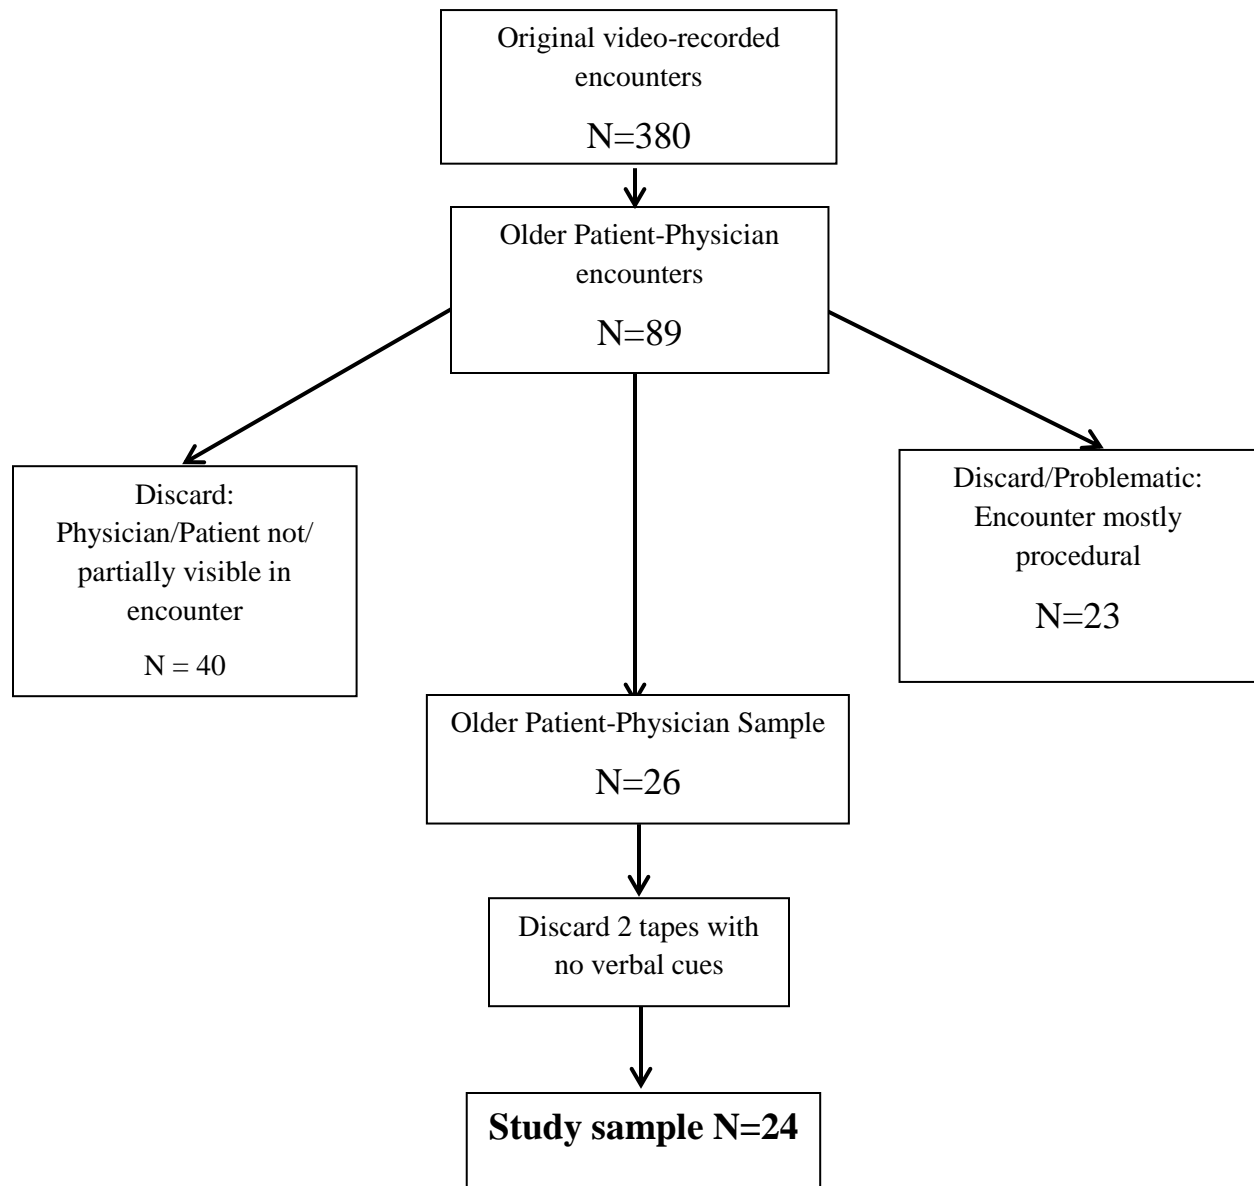 Original video-recorded
encounters
N=380
Older Patient-Physician
encounters
N=89
Discard:
Physician/Patient not/
partially visible in
encounter
N = 40
Discard/Problematic:
Encounter mostly
procedural
N=23
Older Patient-Physician Sample
N=26
Discard 2 tapes with
no verbal cues
Study sample N=24